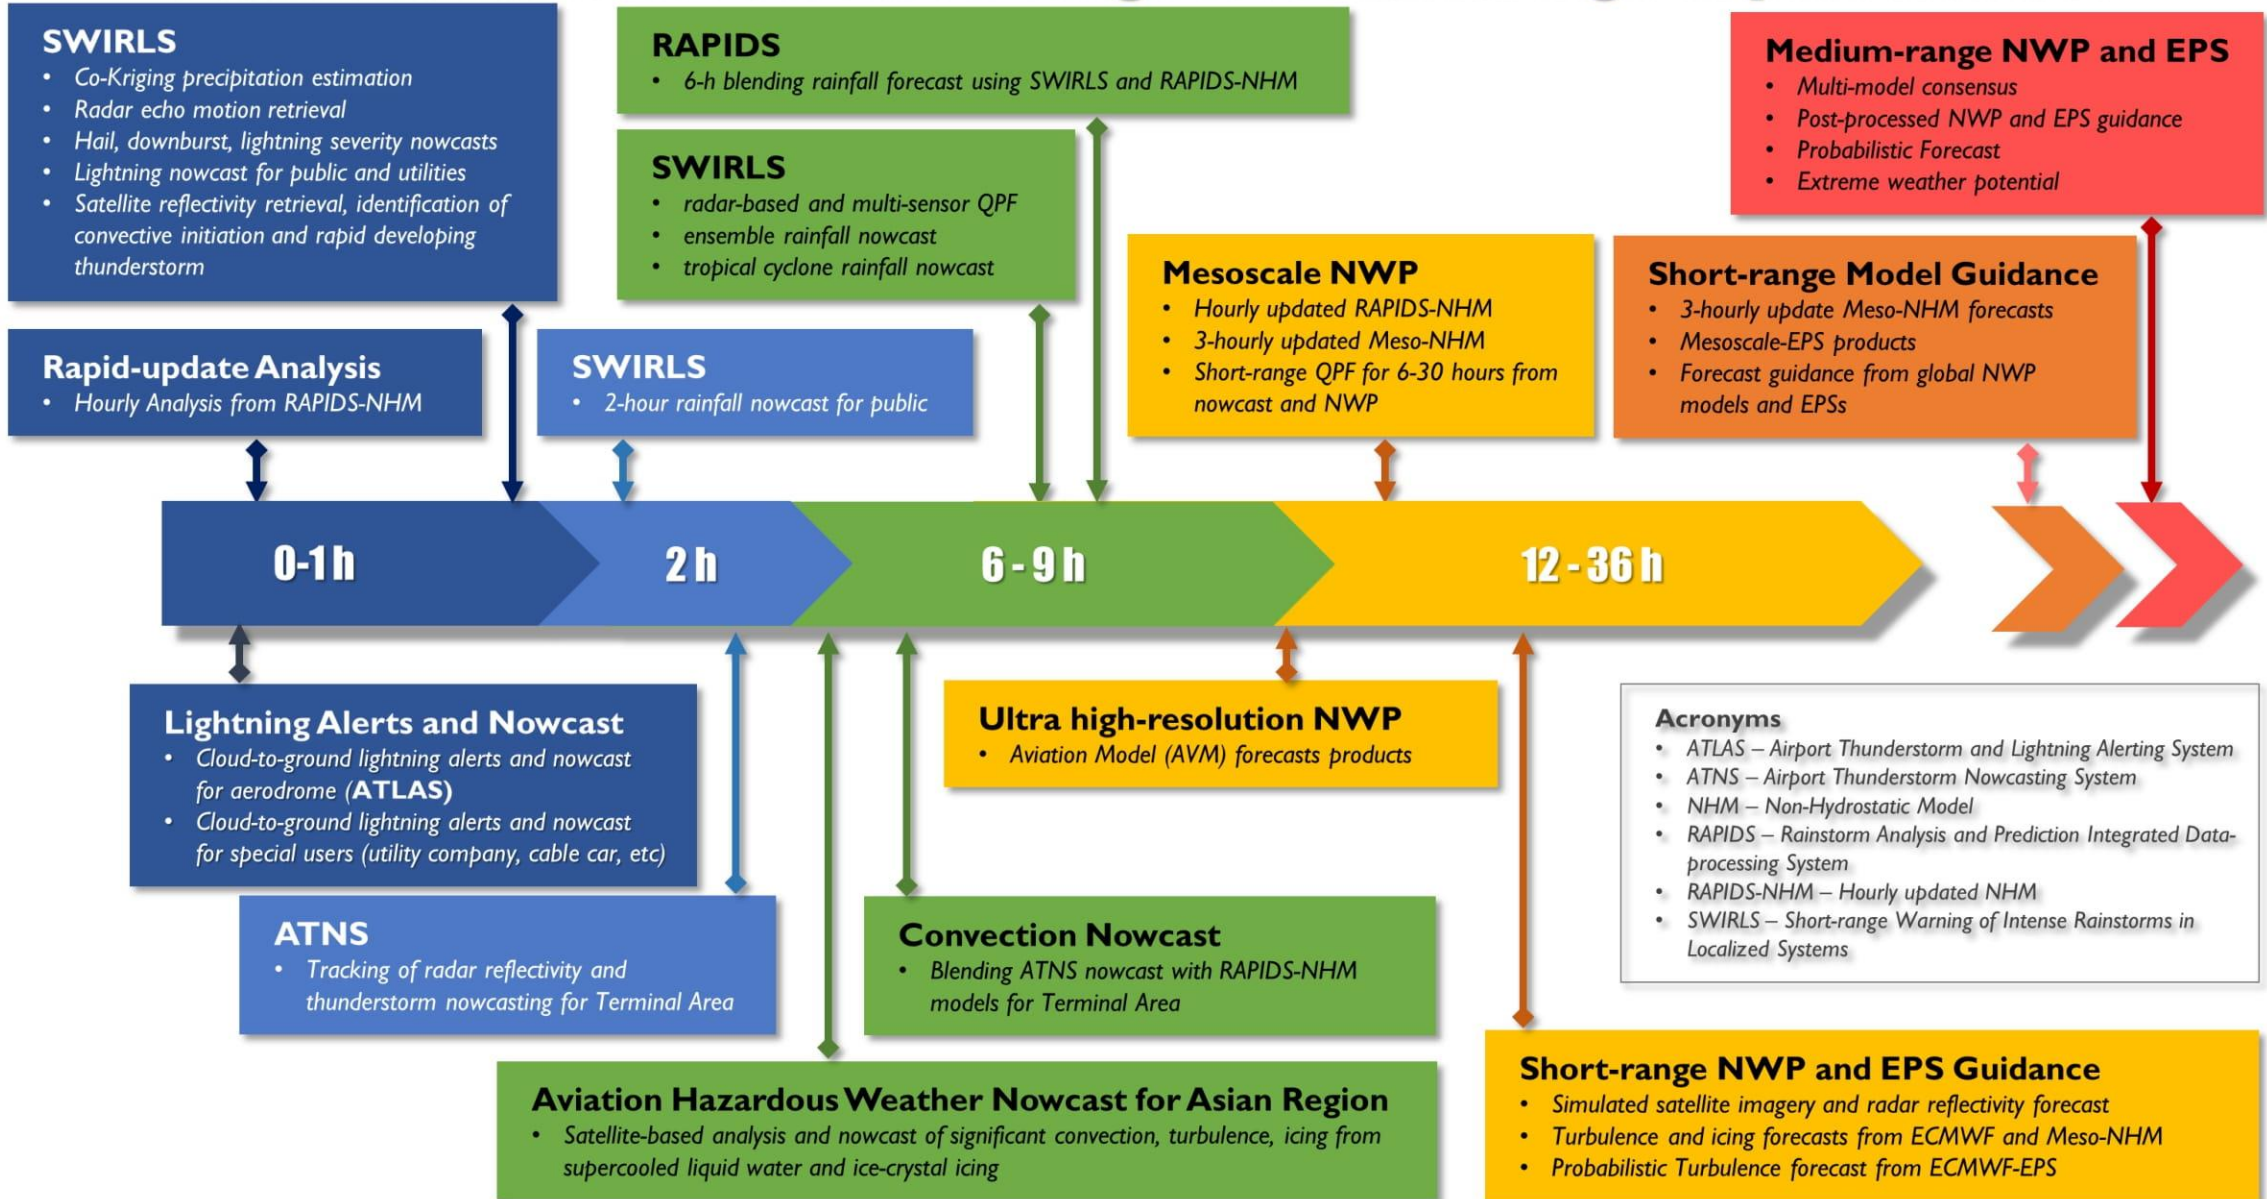 SWIRLS
• Co-Kriging precipitation estimation
• Radar echo motion retrieval
• Hail, downburst, lightning severity nowcasts
• Lightning nowcast for public and utilities
• Satellite reflectivity retrieval, identification of
convective initiation and rapid developing
thunderstorm
RAPIDS
• 6-h blending rainfall forecast using SWIRLS and RAPIDS-NHM
SWIRLS
• radar-based and multi-sensor QPF
• ensemble rainfall nowcast
• tropical cyclone rainfall nowcast
Medium-range NWP and EPS
• Multi-model consensus
• Post-processed NWP and EPS guidance
• Probabilistic Forecast
• Extreme weather potential
Rapid-update Analysis
• Hourly Analysis from RAPIDS-NHM
SWIRLS
• 2-hour rainfall nowcast for public
Mesoscale NWP
• Hourly updated RAPIDS-NHM
• 3-hourly updated Meso-NHM
• Short-range QPF for 6-30 hours from
nowcast and NWP
Short-range Model Guidance
• 3-hourly update Meso-NHM forecasts
• Mesoscale-EPS products
• Forecast guidance from global NWP
models and EPSs
0-1 h
2 h
6 - 9 h
12 - 36 h
Lightning Alerts and Nowcast
• Cloud-to-ground lightning alerts and nowcast
for aerodrome (ATLAS)
• Cloud-to-ground lightning alerts and nowcast
for special users (utility company, cable car, etc)
Ultra high-resolution NWP
• Aviation Model (AVM) forecasts products
Acronyms
• ATLAS – Airport Thunderstorm and Lightning Alerting System
• ATNS – Airport Thunderstorm Nowcasting System
• NHM – Non-Hydrostatic Model
• RAPIDS – Rainstorm Analysis and Prediction Integrated Data-
processing System
• RAPIDS-NHM – Hourly updated NHM
• SWIRLS – Short-range Warning of Intense Rainstorms in
Localized Systems
ATNS
• Tracking of radar reflectivity and
thunderstorm nowcasting for Terminal Area
Convection Nowcast
• Blending ATNS nowcast with RAPIDS-NHM
models for Terminal Area
Aviation Hazardous Weather Nowcast for Asian Region
• Satellite-based analysis and nowcast of significant convection, turbulence, icing from
supercooled liquid water and ice-crystal icing
Short-range NWP and EPS Guidance
• Simulated satellite imagery and radar reflectivity forecast
• Turbulence and icing forecasts from ECMWF and Meso-NHM
• Probabilistic Turbulence forecast from ECMWF-EPS